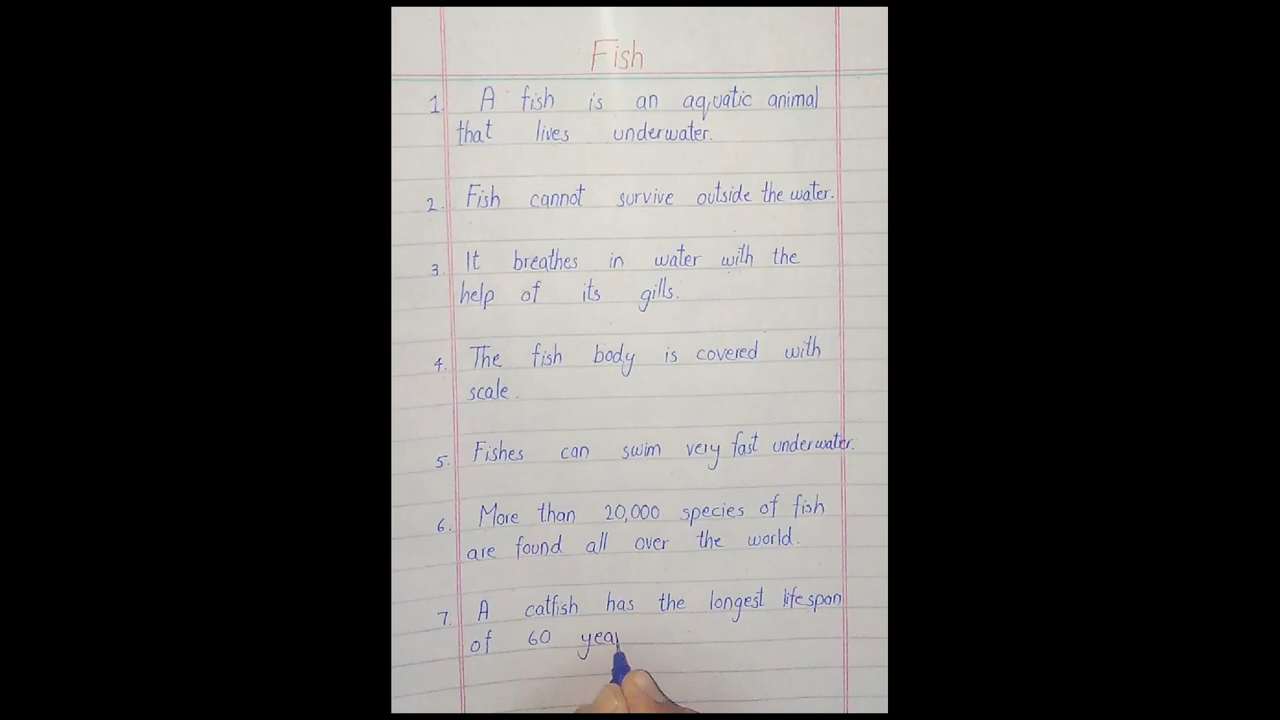 Fish
1. A fish is an aquatic animal
that lives underwater.
2. Fish cannot survive outside the water.
3. It breathes in water with the
help of its gills.
4. The fish body is covered with
scale.
5. Fishes can swim very fast underwater.
6. More than 20,000 species of fish
are found all over the world.
7. A catfish has the longest lifespan
of 60 yea